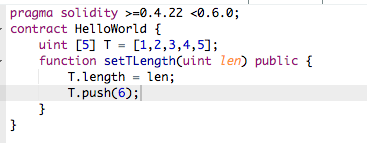 pragma solidity >=0.4.22 <0.6.0;
contract HelloWorld {
    uint [5] T = [1,2,3,4,5];
    function setTLength(uint len) public {
        T.length = len;
        T.push(6);
    }
}